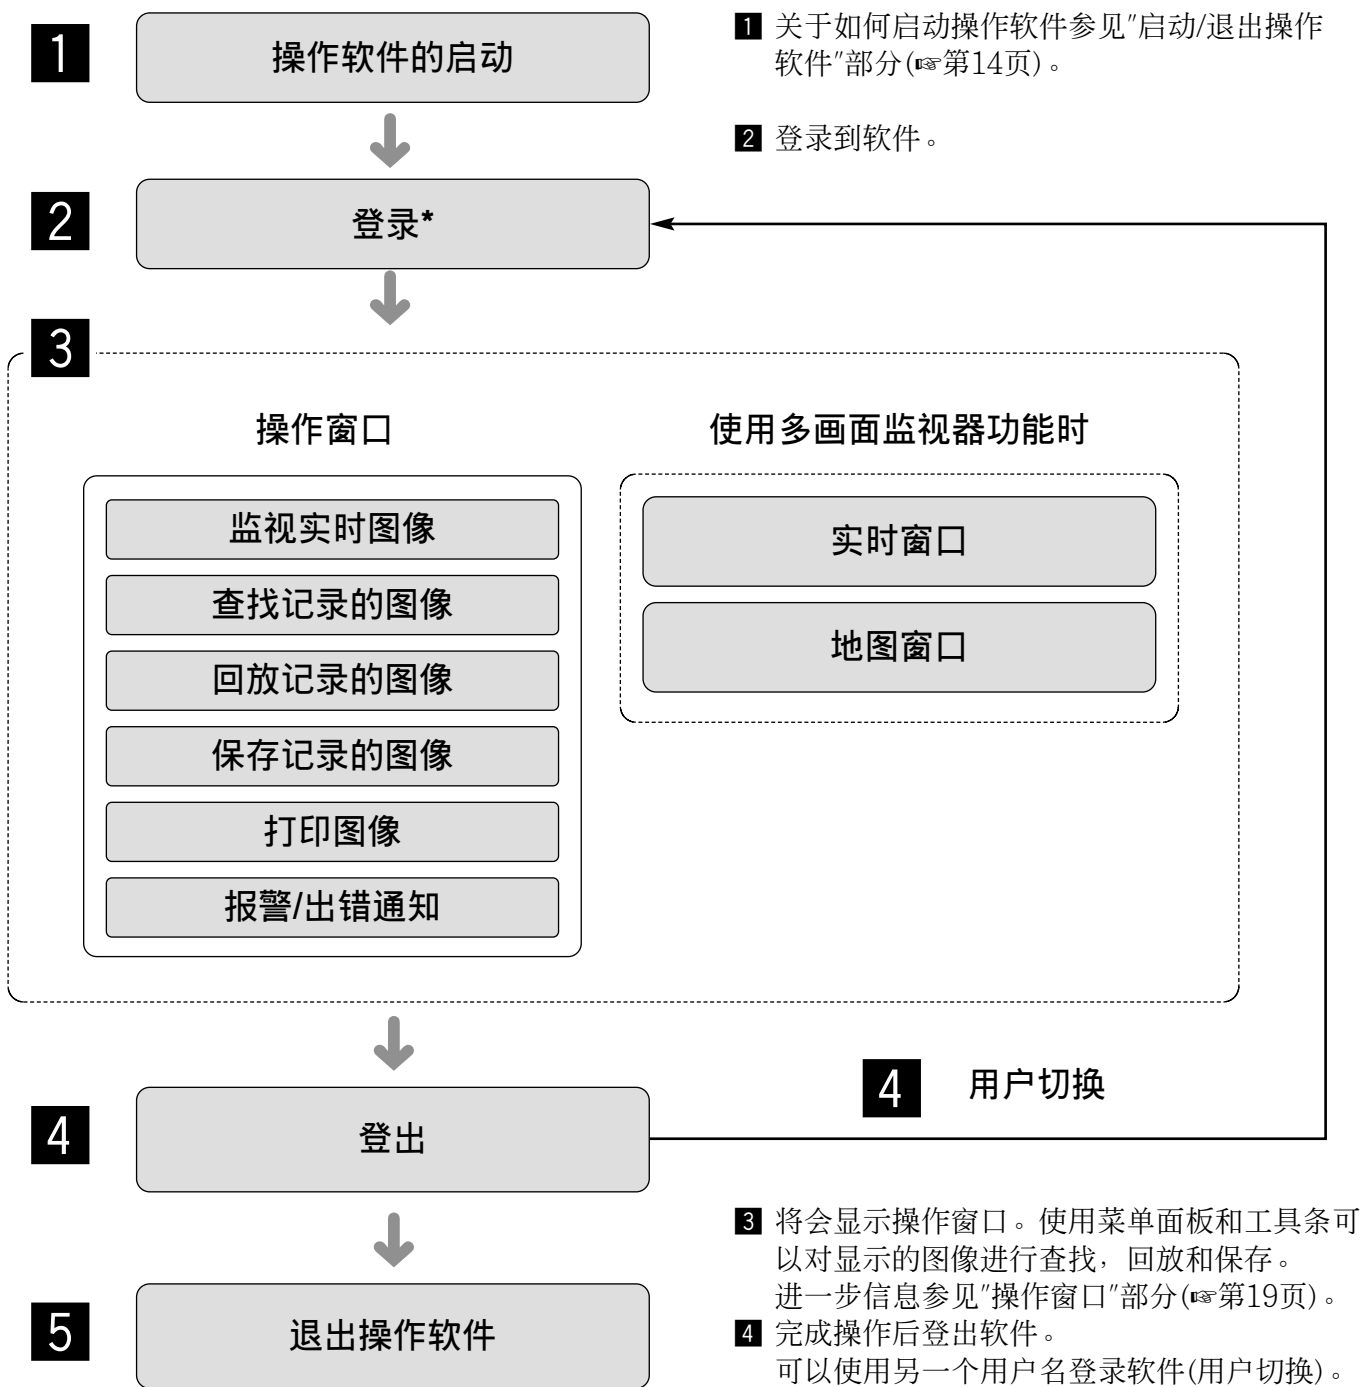 1 操作软件的启动
1 关于如何启动操作软件参见"启动/退出操作
软件"部分(☞第14页)。
2 登录到软件。
2 登录*
3
操作窗口
监视实时图像
查找记录的图像
回放记录的图像
保存记录的图像
打印图像
报警/出错通知
使用多画面监视器功能时
实时窗口
地图窗口
4 登出
4 用户切换
5 退出操作软件
3 将会显示操作窗口。使用菜单面板和工具条可
以对显示的图像进行查找,回放和保存。
进一步信息参见"操作窗口"部分(☞第19页)。
4 完成操作后登出软件。
可以使用另一个用户名登录软件(用户切换)。